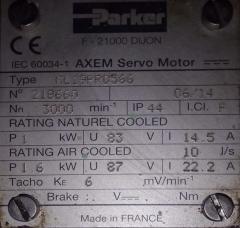 Parker
CE F - 21000 DIJON
IEC 60034-1 AXEM Servo Motor
TYPE
N° 218660 06/14
Nn 3000 min⁻¹ IP 44 I.Cl. F
RATING NATUREL COOLED
P 1 kW U 83 V I 14.5 A
RATING AIR COOLED 10 l/s
P 1.6 kW U 87 V I 22.2 A
Tacho KE 6 mV/min⁻¹
Brake : V Nm
Made in FRANCE